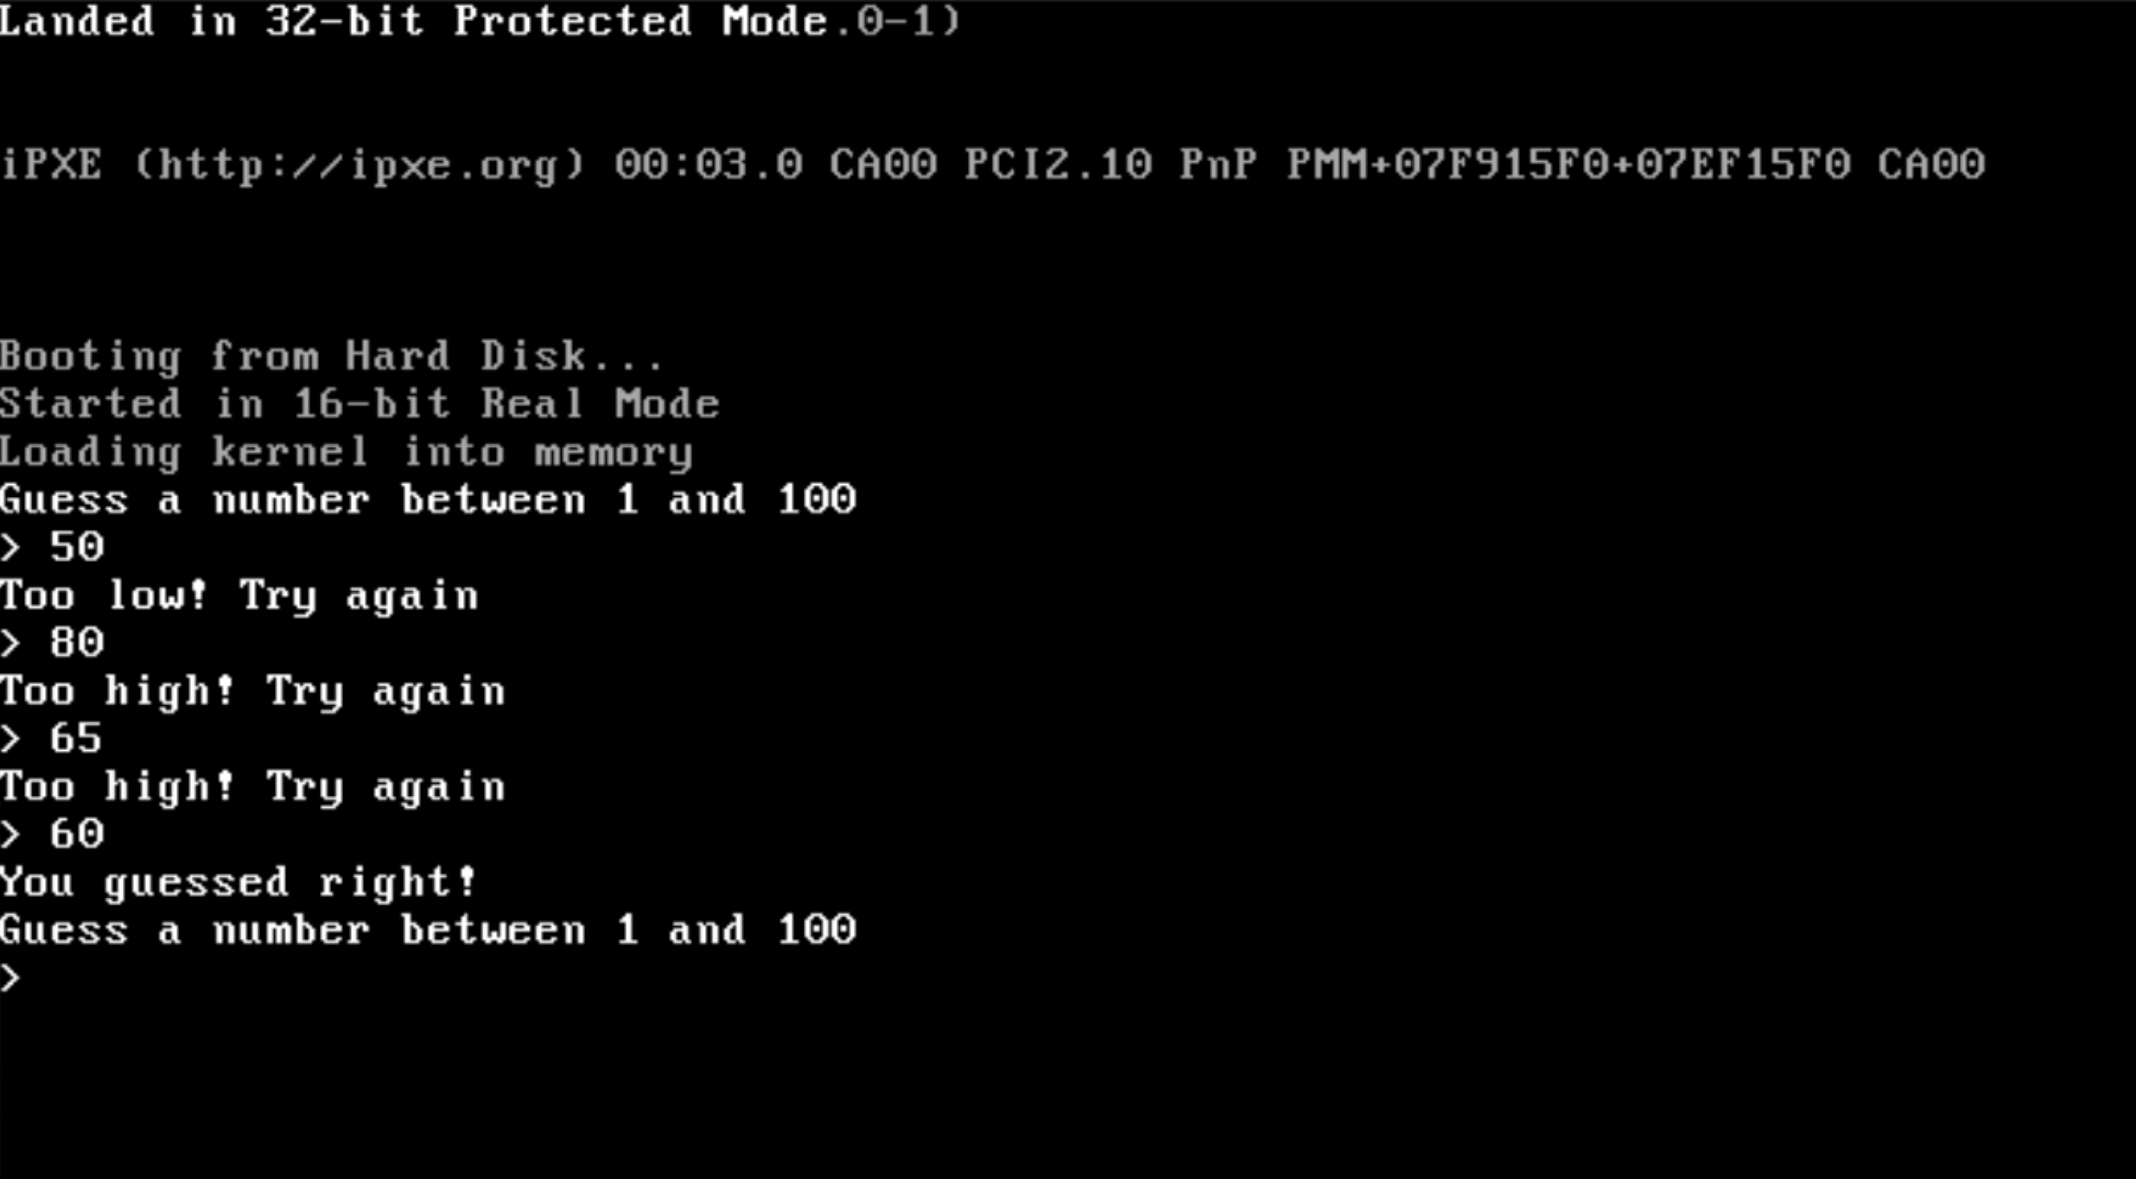 Landed in 32-bit Protected Mode.0-1)
iPXE (http://ipxe.org) 00:03.0 CA00 PCI2.10 PnP PMM+07F915F0+07EF15F0 CA00
Booting from Hard Disk...
Started in 16-bit Real Mode
Loading kernel into memory
Guess a number between 1 and 100
> 50
Too low! Try again
> 80
Too high! Try again
> 65
Too high! Try again
> 60
You guessed right!
Guess a number between 1 and 100
>